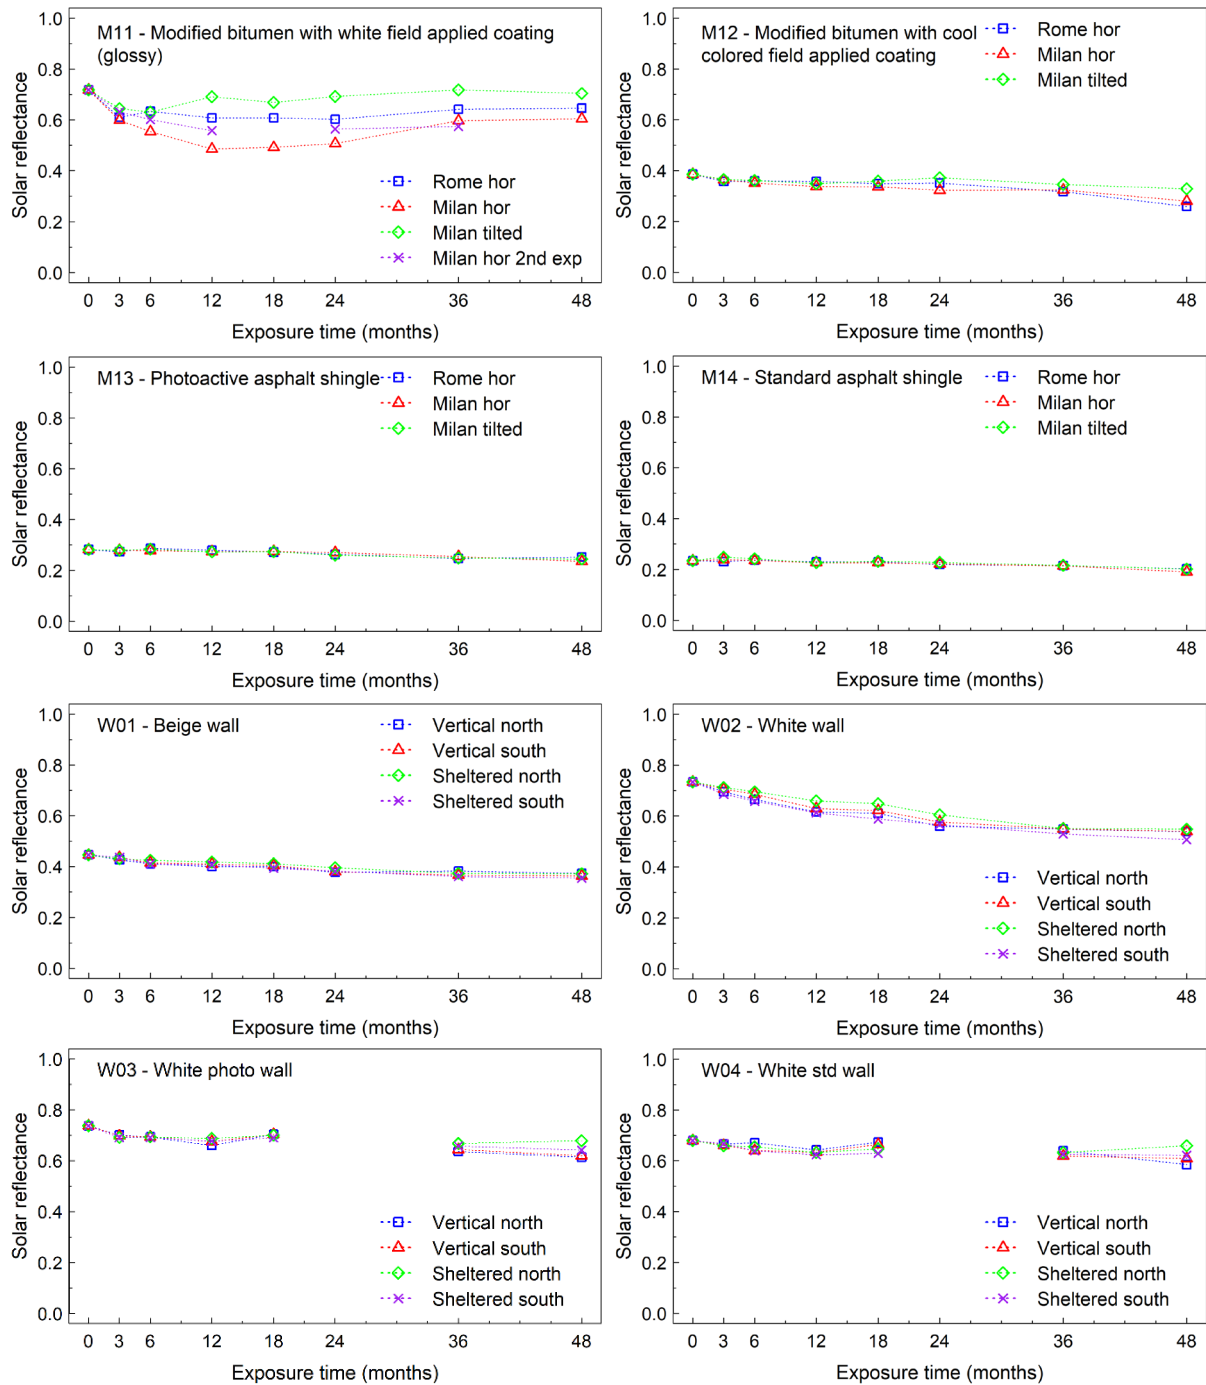 M11 - Modified bitumen with white field applied coating
(glossy)
Solar reflectance
1.0
0.8
0.6
0.4
0.2
0.0
Rome hor
Milan hor
Milan tilted
Milan hor 2nd exp
0 3 6 12 18 24 36 48
Exposure time (months)
M12 - Modified bitumen with cool
colored field applied coating
Solar reflectance
1.0
0.8
0.6
0.4
0.2
0.0
Rome hor
Milan hor
Milan tilted
0 3 6 12 18 24 36 48
Exposure time (months)
M13 - Photoactive asphalt shingle
Solar reflectance
1.0
0.8
0.6
0.4
0.2
0.0
Rome hor
Milan hor
Milan tilted
0 3 6 12 18 24 36 48
Exposure time (months)
M14 - Standard asphalt shingle
Solar reflectance
1.0
0.8
0.6
0.4
0.2
0.0
Rome hor
Milan hor
Milan tilted
0 3 6 12 18 24 36 48
Exposure time (months)
W01 - Beige wall
Solar reflectance
1.0
0.8
0.6
0.4
0.2
0.0
Vertical north
Vertical south
Sheltered north
Sheltered south
0 3 6 12 18 24 36 48
Exposure time (months)
W02 - White wall
Solar reflectance
1.0
0.8
0.6
0.4
0.2
0.0
Vertical north
Vertical south
Sheltered north
Sheltered south
0 3 6 12 18 24 36 48
Exposure time (months)
W03 - White photo wall
Solar reflectance
1.0
0.8
0.6
0.4
0.2
0.0
Vertical north
Vertical south
Sheltered north
Sheltered south
0 3 6 12 18 24 36 48
Exposure time (months)
W04 - White std wall
Solar reflectance
1.0
0.8
0.6
0.4
0.2
0.0
Vertical north
Vertical south
Sheltered north
Sheltered south
0 3 6 12 18 24 36 48
Exposure time (months)